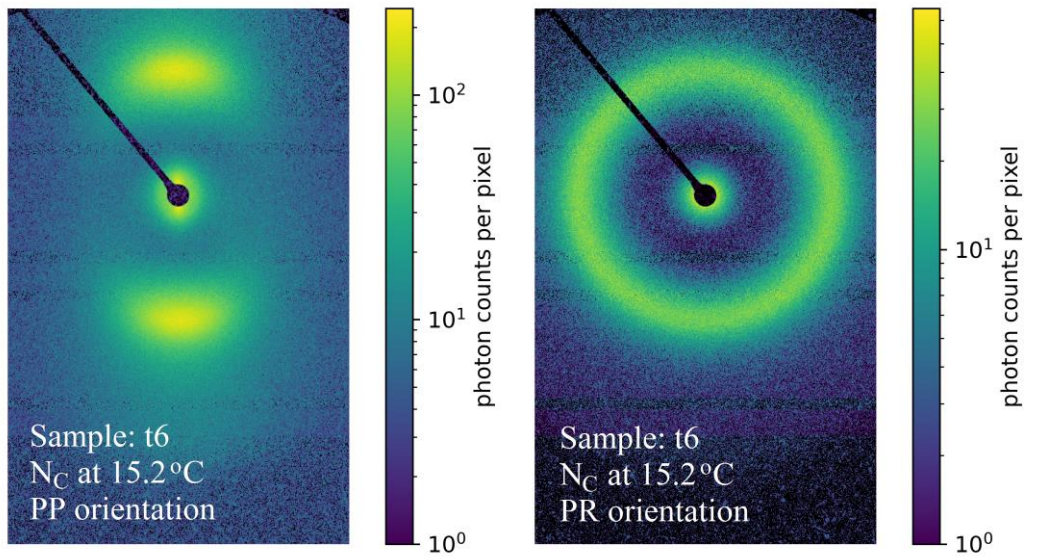 10²
10¹
10⁰
photon counts per pixel
Sample: t6
N_C at 15.2°C
PP orientation
10¹
10⁰
photon counts per pixel
Sample: t6
N_C at 15.2°C
PR orientation